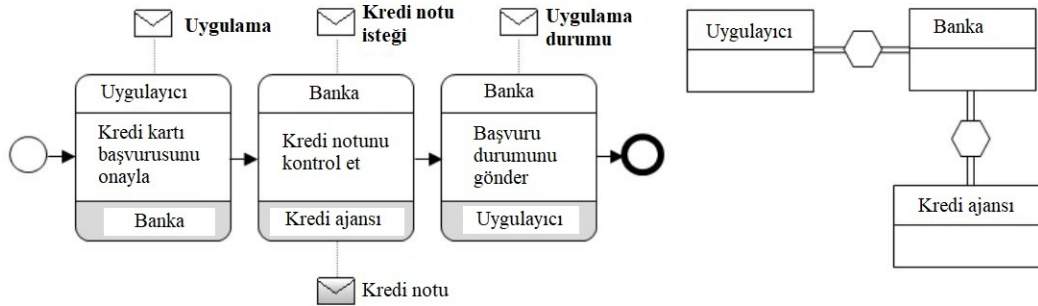 Uygulama
Kredi notu
isteği
Uygulama
durumu
Uygulayıcı
Kredi kartı
başvurusunu
onayla
Banka
Banka
Kredi notunu
kontrol et
Kredi ajansı
Banka
Başvuru
durumunu
gönder
Uygulayıcı
Kredi notu
Uygulayıcı
Banka
Kredi ajansı